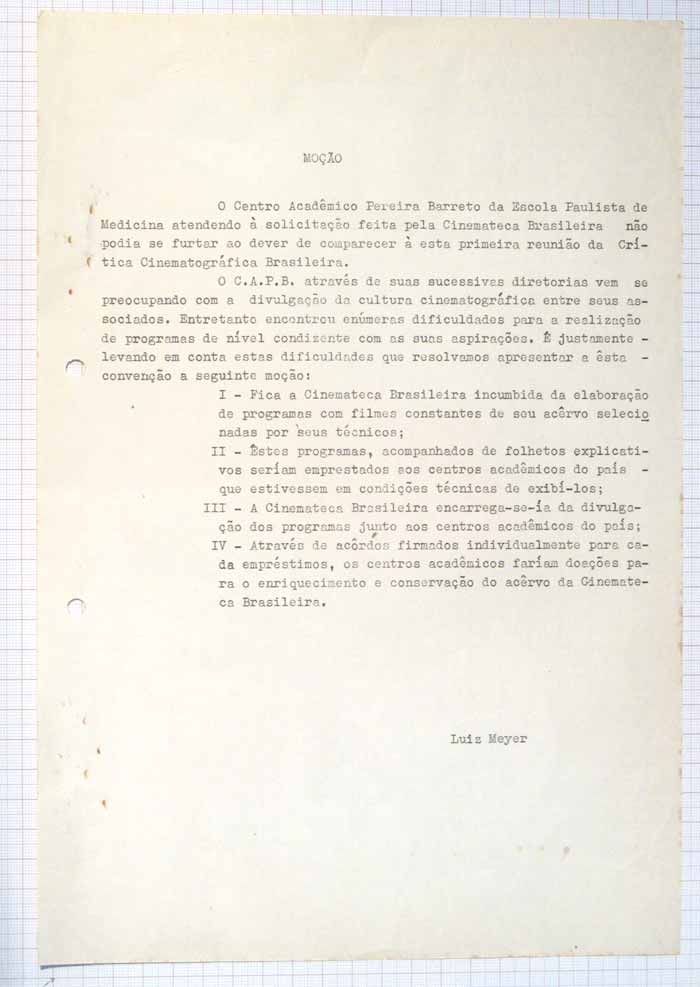 MOÇÃO
O Centro Acadêmico Pereira Barreto da Escola Paulista de
Medicina atendendo à solicitação feita pela Cinemateca Brasileira não
podia se furtar ao dever de comparecer à esta primeira reunião da Crí-
tica Cinematográfica Brasileira.
O C.A.P.B. através de suas sucessivas diretorias vem se
preocupando com a divulgação da cultura cinematográfica entre seus as-
sociados. Entretanto encontrou enúmeras dificuldades para a realização
de programas de nível condizente com as suas aspirações. É justamente -
levando em conta estas dificuldades que resolvamos apresentar a êsta -
convenção a seguinte moção:
I - Fica a Cinemateca Brasileira incumbida da elaboração
de programas com filmes constantes de seu acêrvo selecio
nadas por seus técnicos;
II - Êstes programas, acompanhados de folhetos explicati-
vos seriam emprestados aos centros acadêmicos do país -
que estivessem em condições técnicas de exibí-los;
III - A Cinemateca Brasileira encarrega-se-ía da divulga-
ção dos programas junto aos centros acadêmicos do país;
IV - Através de acôrdos firmados individualmente para ca-
da empréstimos, os centros acadêmicos fariam doações pa-
ra o enriquecimento e conservação do acêrvo da Ginemate-
ca Brasileira.
Luiz Meyer